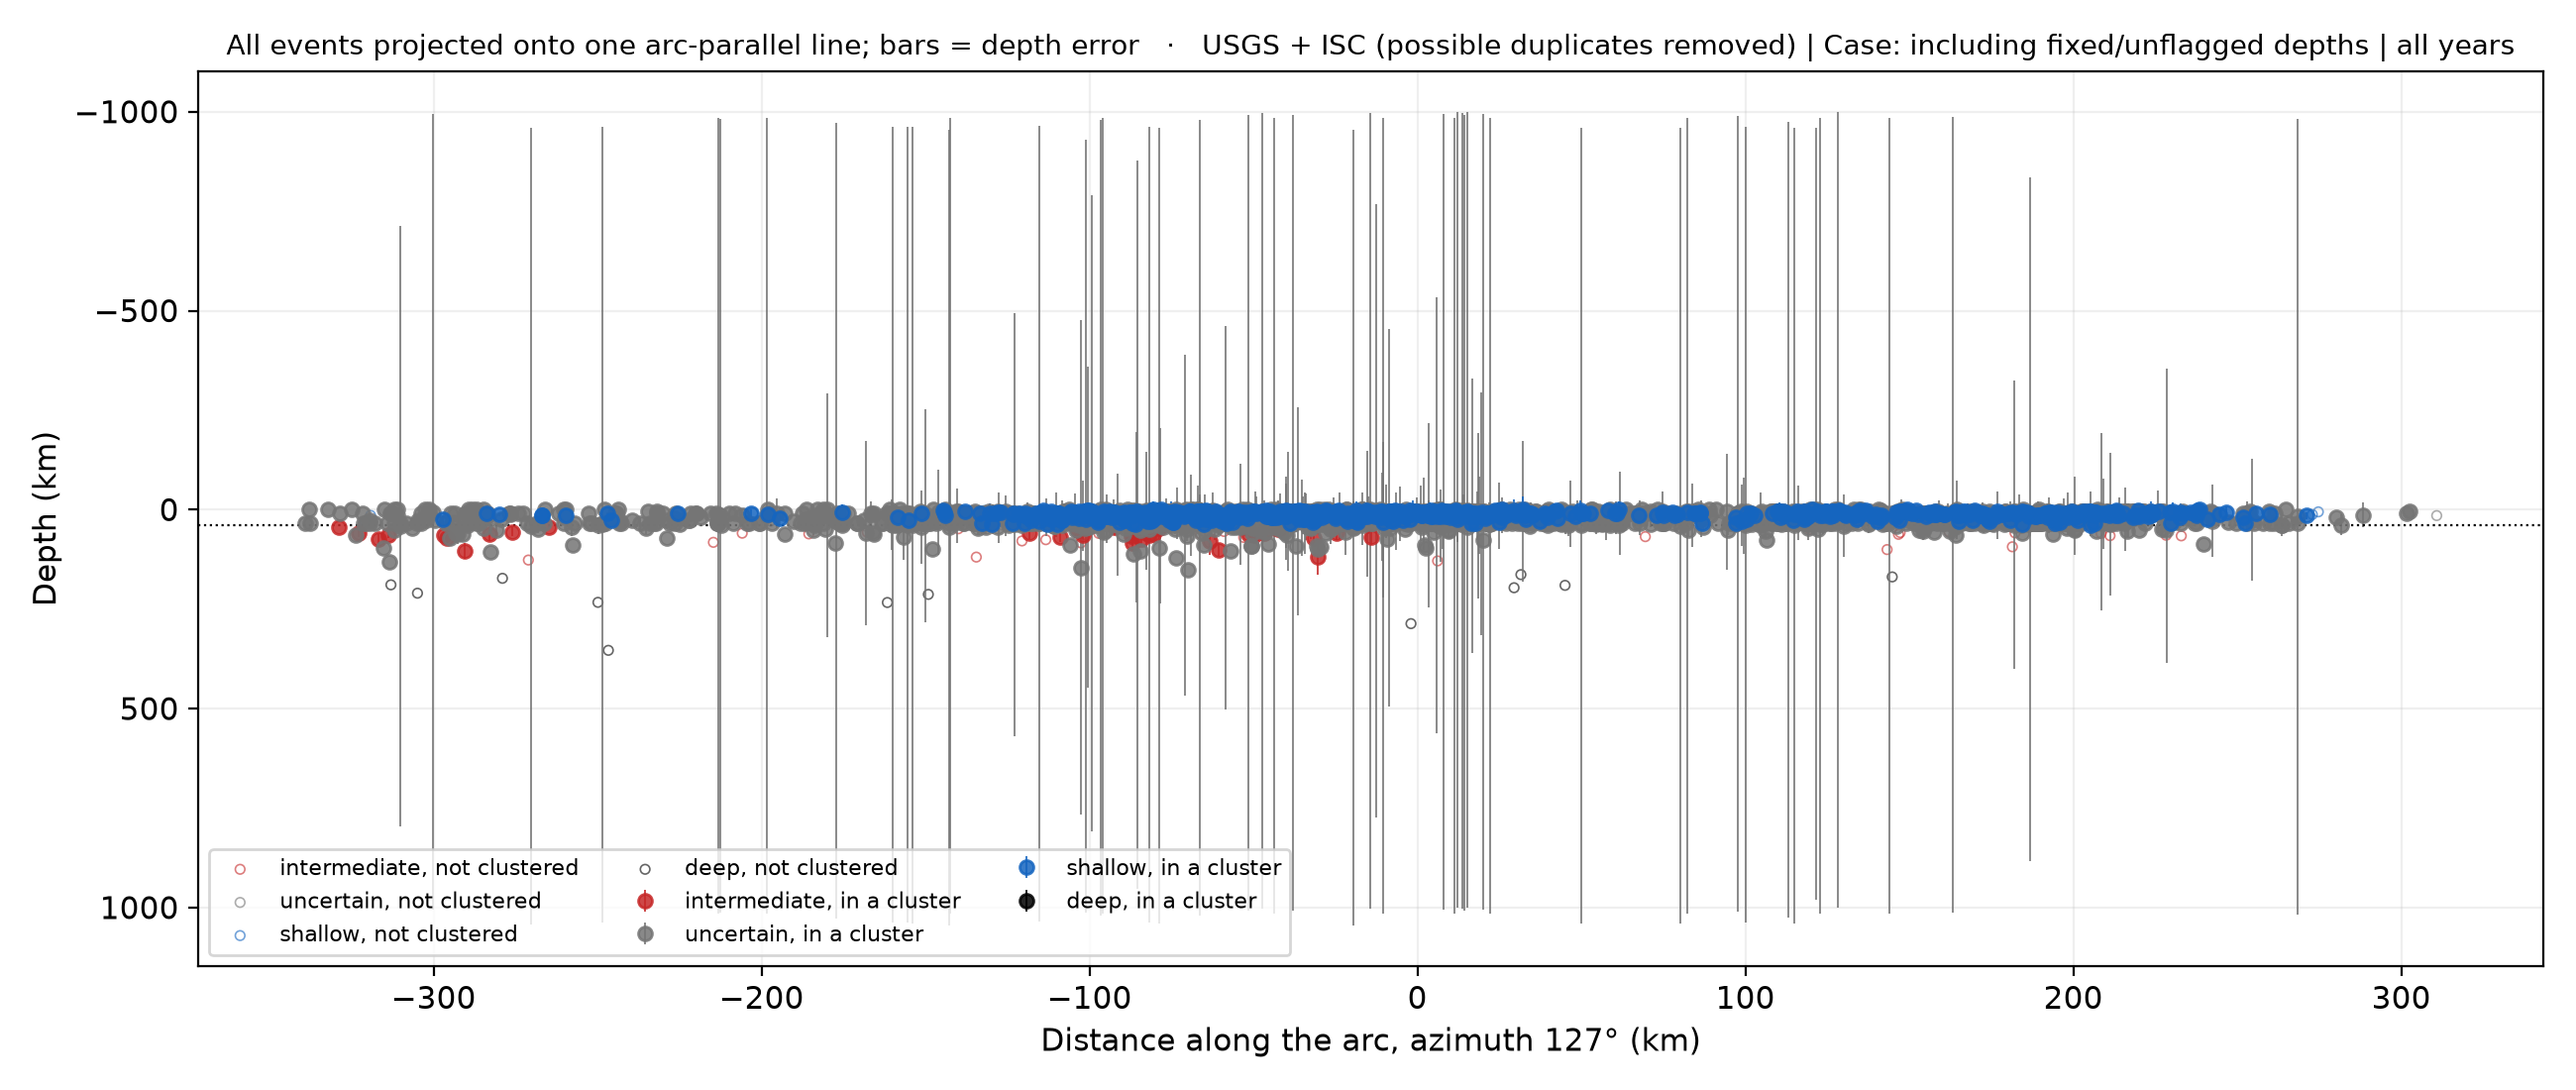 All events projected onto one arc-parallel line; bars = depth error · USGS + ISC (possible duplicates removed) | Case: including fixed/unflagged depths | all years
Depth (km)
−1000
−500
0
500
1000
intermediate, not clustered
uncertain, not clustered
shallow, not clustered
deep, not clustered
intermediate, in a cluster
uncertain, in a cluster
shallow, in a cluster
deep, in a cluster
−300
−200
−100
0
100
200
300
Distance along the arc, azimuth 127° (km)